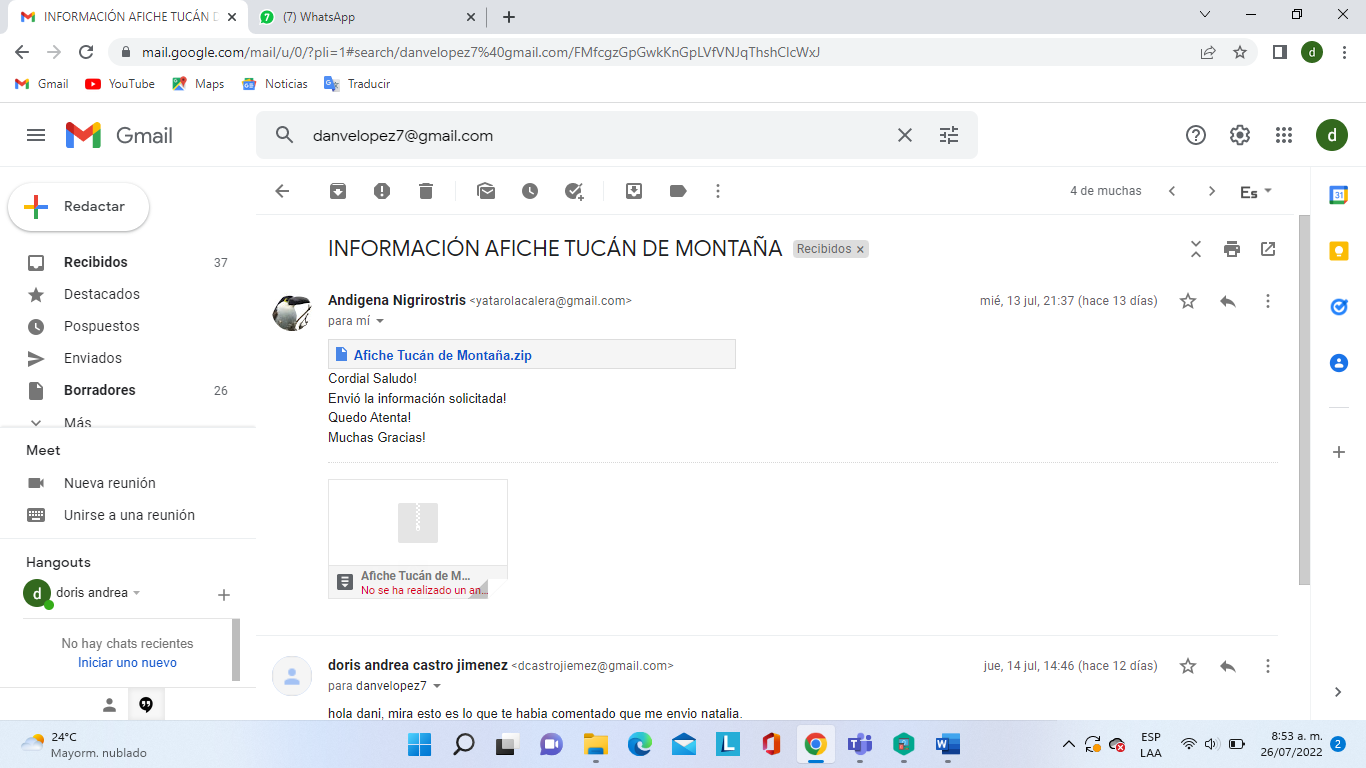 INFORMACIÓN AFICHE TUCÁN D
(7) WhatsApp
mail.google.com/mail/u/0/?pli=1#search/danvelopez7%40gmail.com/FMfcgzGpGwkKnGpLVfVNJqThshClcWxJ
d
Gmail
YouTube
Maps
Noticias
Traducir
Gmail
danvelopez7@gmail.com
d
Redactar
4 de muchas
Es
31
Recibidos 37
Destacados
Pospuestos
Enviados
Borradores 26
Más
INFORMACIÓN AFICHE TUCÁN DE MONTAÑA Recibidos ×
Andigena Nigrirostris <yatarolacalera@gmail.com> mié, 13 jul, 21:37 (hace 13 días)
para mí
Afiche Tucán de Montaña.zip
Cordial Saludo!
Envió la información solicitada!
Quedo Atenta!
Muchas Gracias!
Afiche Tucán de M...
No se ha realizado un an...
Meet
Nueva reunión
Unirse a una reunión
Hangouts
d doris andrea
No hay chats recientes
Iniciar uno nuevo
doris andrea castro jimenez <dcastrojiemez@gmail.com> jue, 14 jul, 14:46 (hace 12 días)
para danvelopez7
hola dani, mira esto es lo que te habia comentado que me envio natalia.
24°C
Mayorm. nublado
L
ESP
LAA
8:53 a. m.
26/07/2022
2